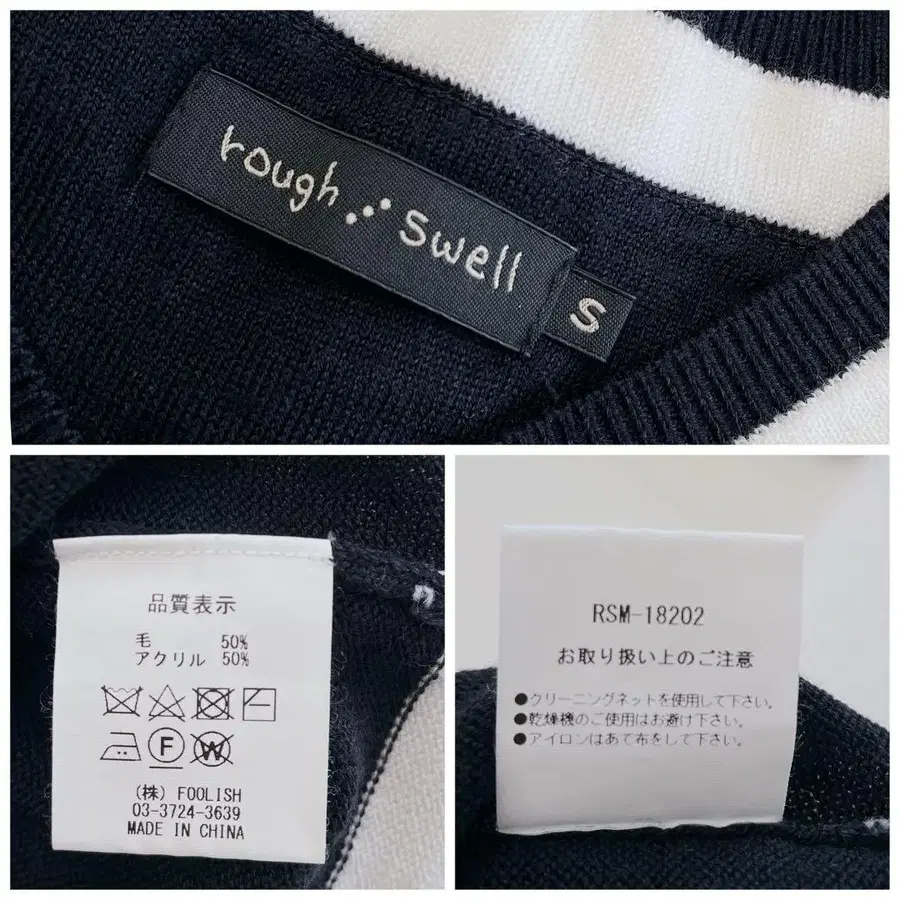 rough swell
S
品質表示
毛 50%
アクリル 50%
F
W
(株) FOOLISH
03-3724-3639
MADE IN CHINA
RSM-18202
お取り扱い上のご注意
●クリーニングネットを使用して下さい。
●乾燥機のご使用はお避け下さい。
●アイロンはあて布をして下さい。